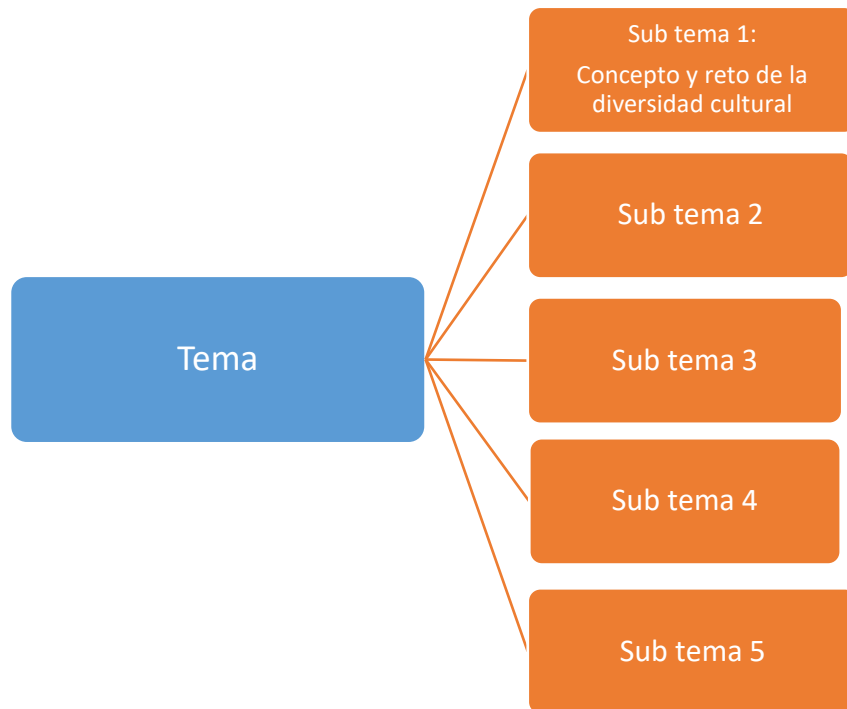 Sub tema 1:
Concepto y reto de la
diversidad cultural
Sub tema 2
Tema
Sub tema 3
Sub tema 4
Sub tema 5